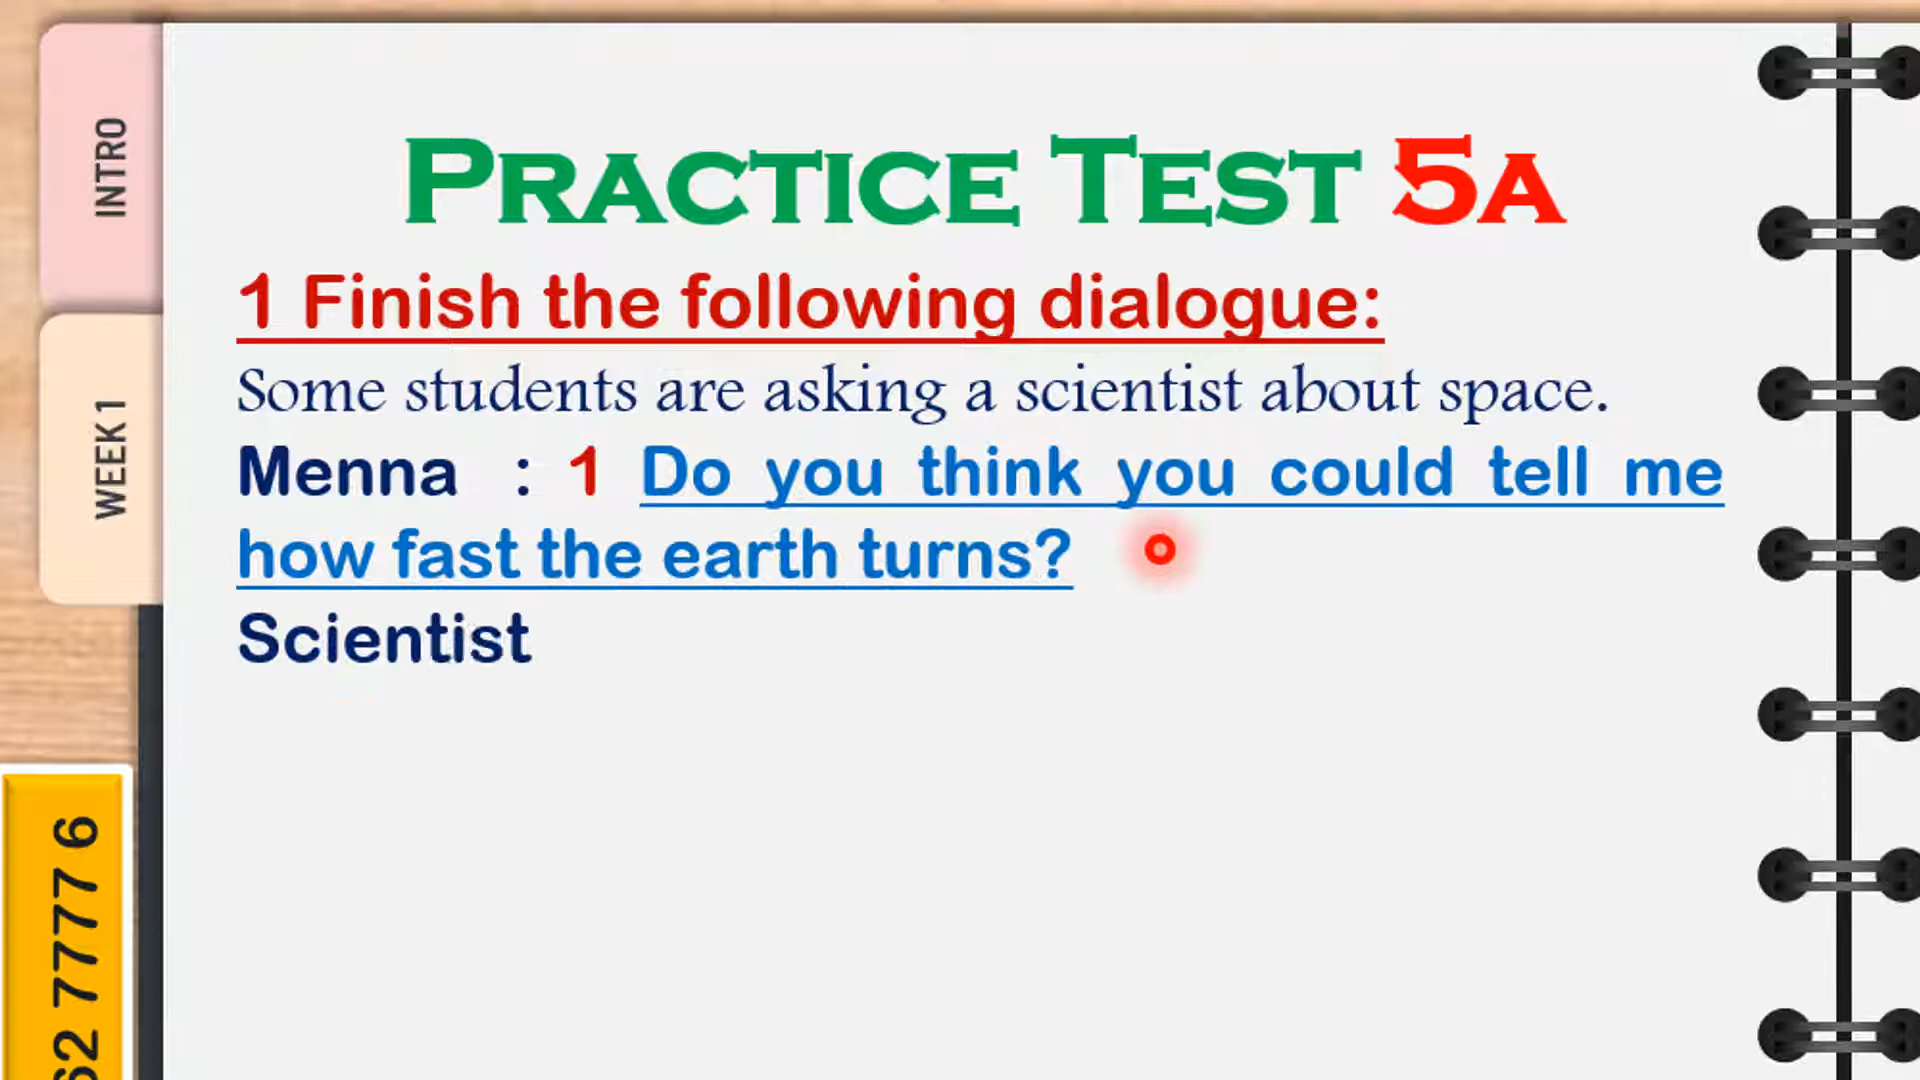 INTRO
WEEK 1
PRACTICE TEST 5A
1 Finish the following dialogue:
Some students are asking a scientist about space.
Menna : 1 Do you think you could tell me
how fast the earth turns?
Scientist
62 7777 6